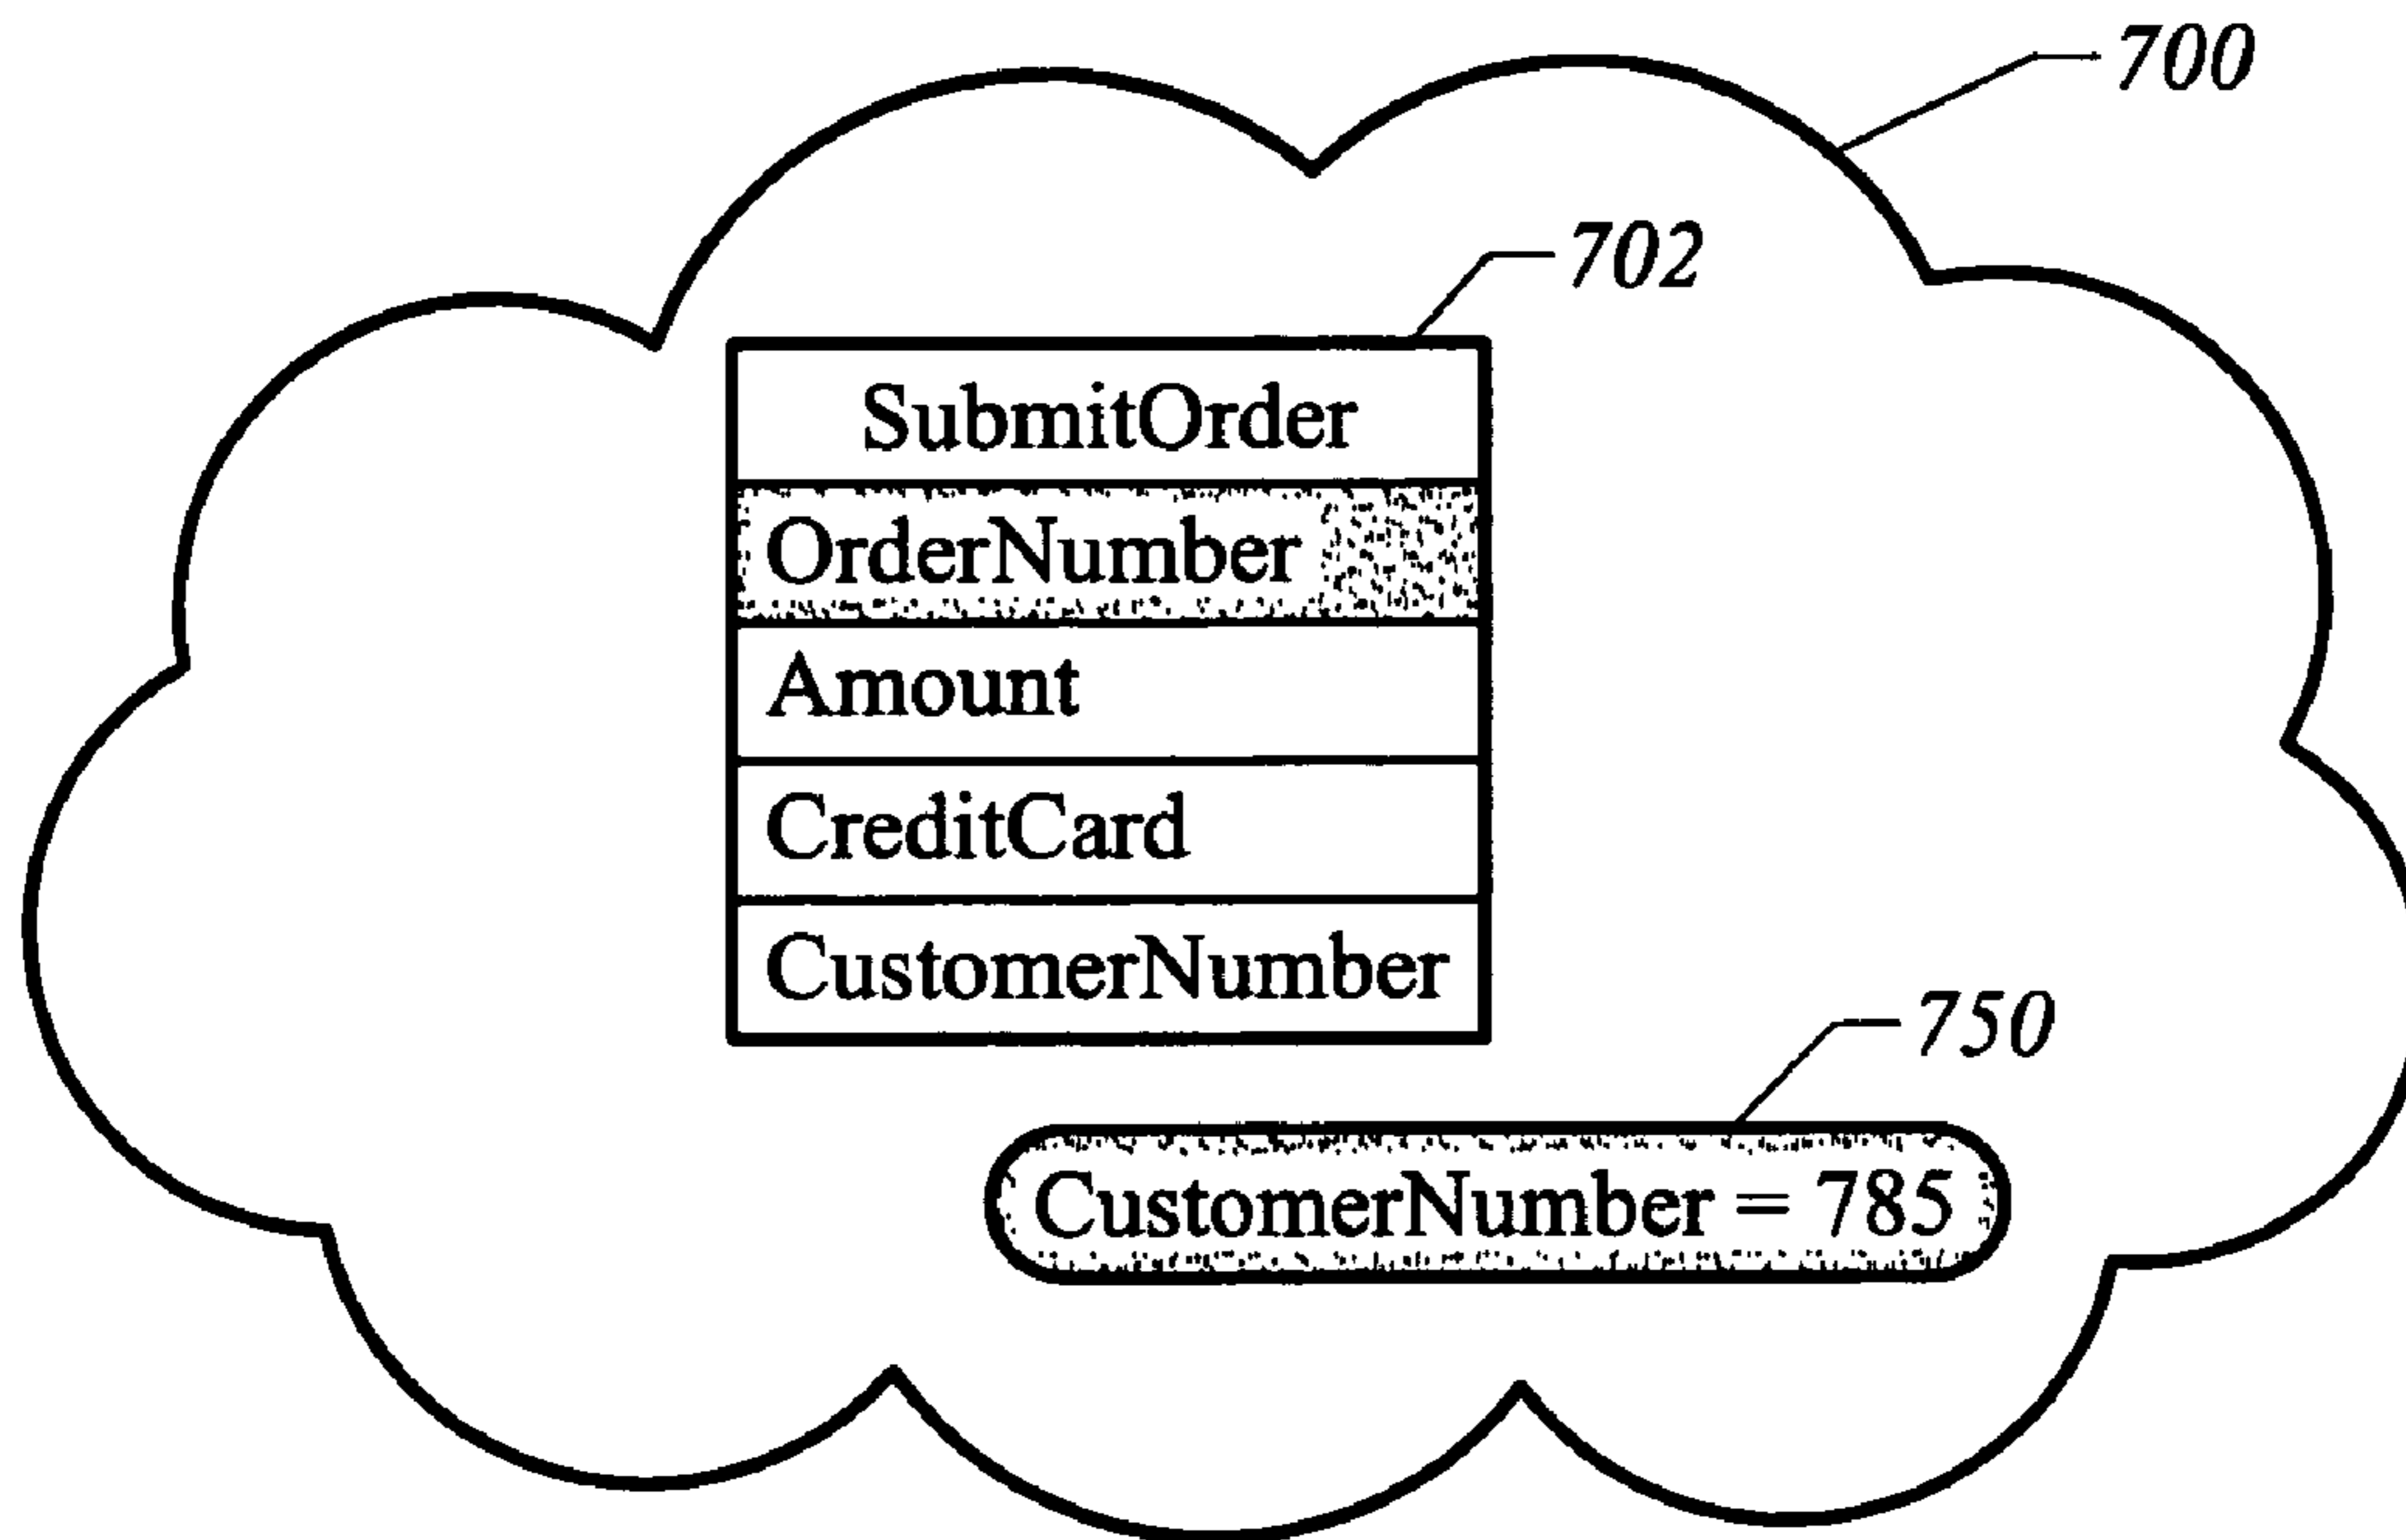 700
702
SubmitOrder
OrderNumber
Amount
CreditCard
CustomerNumber
750
CustomerNumber = 785